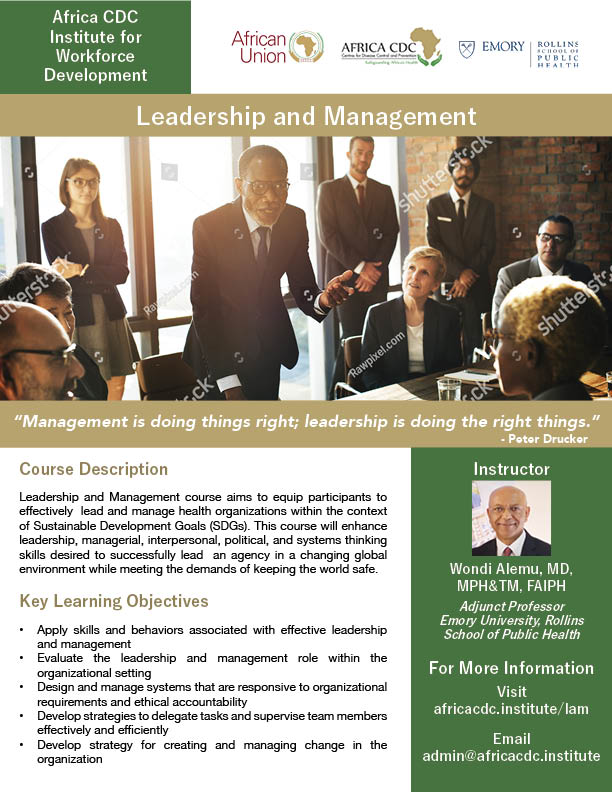 Africa CDC
Institute for
Workforce
Development
African
Union
AFRICA CDC
Centres for Disease Control and Prevention
Safeguarding Africa's Health
EMORY
ROLLINS
SCHOOL OF
PUBLIC
HEALTH
Leadership and Management
shutterstock
shutterstock
Rawpixel.com
Rawpixel.com
shutterstock
shutterstock
shutterstock
“Management is doing things right; leadership is doing the right things.”
- Peter Drucker
Course Description
Leadership and Management course aims to equip participants to
effectively lead and manage health organizations within the context
of Sustainable Development Goals (SDGs). This course will enhance
leadership, managerial, interpersonal, political, and systems thinking
skills desired to successfully lead an agency in a changing global
environment while meeting the demands of keeping the world safe.
Key Learning Objectives
• Apply skills and behaviors associated with effective leadership
and management
• Evaluate the leadership and management role within the
organizational setting
• Design and manage systems that are responsive to organizational
requirements and ethical accountability
• Develop strategies to delegate tasks and supervise team members
effectively and efficiently
• Develop strategy for creating and managing change in the
organization
Instructor
Wondi Alemu, MD,
MPH&TM, FAIPH
Adjunct Professor
Emory University, Rollins
School of Public Health
For More Information
Visit
africacdc.institute/lam
Email
admin@africacdc.institute